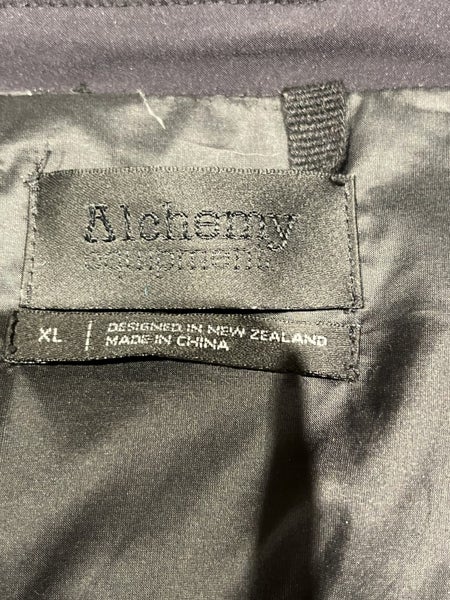 Alchemy
equipment
XL | DESIGNED IN NEW ZEALAND
MADE IN CHINA